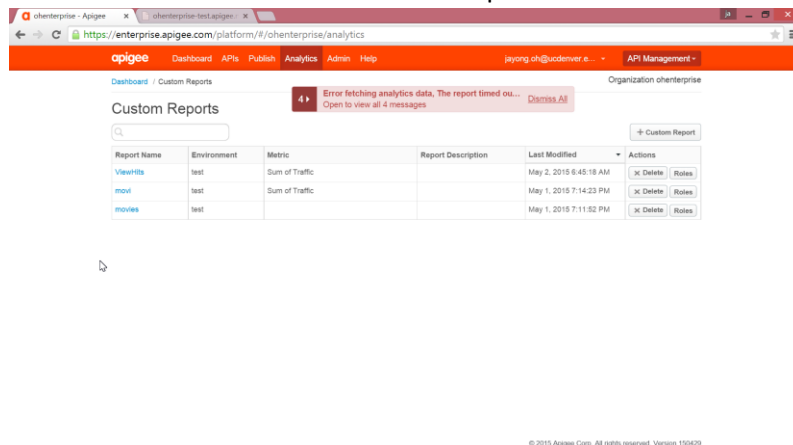 ohenterprise - Apigee
ohenterprise-test.apigee.
https://enterprise.apigee.com/platform/#/ohenterprise/analytics
apigee Dashboard APIs Publish Analytics Admin Help jayong.oh@ucdenver.e... API Management
Dashboard / Custom Reports Organization ohenterprise
4 Error fetching analytics data, The report timed ou... Dismiss All
Open to view all 4 messages
Custom Reports
+ Custom Report
Report Name Environment Metric Report Description Last Modified Actions
ViewHits test Sum of Traffic May 2, 2015 6:45:18 AM × Delete Roles
movi test Sum of Traffic May 1, 2015 7:14:23 PM × Delete Roles
movies test May 1, 2015 7:11:52 PM × Delete Roles
© 2015 Apigee Corp. All rights reserved. Version 150429